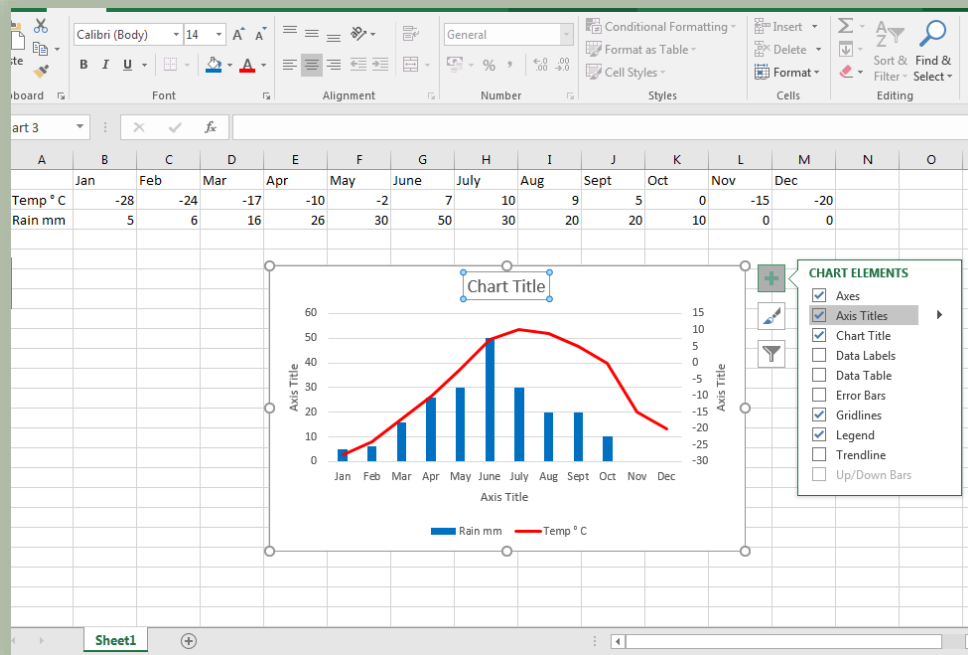 Calibri (Body) 14 A A General Conditional Formatting Insert
ste Format as Table Delete
B I U A % , Cell Styles Format Sort & Find &
Filter Select
board Font Alignment Number Styles Cells Editing
art 3 fx
A B C D E F G H I J K L M N O
Jan Feb Mar Apr May June July Aug Sept Oct Nov Dec
Temp ° C -28 -24 -17 -10 -2 7 10 9 5 0 -15 -20
Rain mm 5 6 16 26 30 50 30 20 20 10 0 0
Chart Title
60
50
40
30
20
10
0
Axis Title
15
10
5
0
-5
-10
-15
-20
-25
-30
Axis Title
Jan Feb Mar Apr May June July Aug Sept Oct Nov Dec
Axis Title
Rain mm Temp ° C
CHART ELEMENTS
Axes
Axis Titles
Chart Title
Data Labels
Data Table
Error Bars
Gridlines
Legend
Trendline
Up/Down Bars
Sheet1